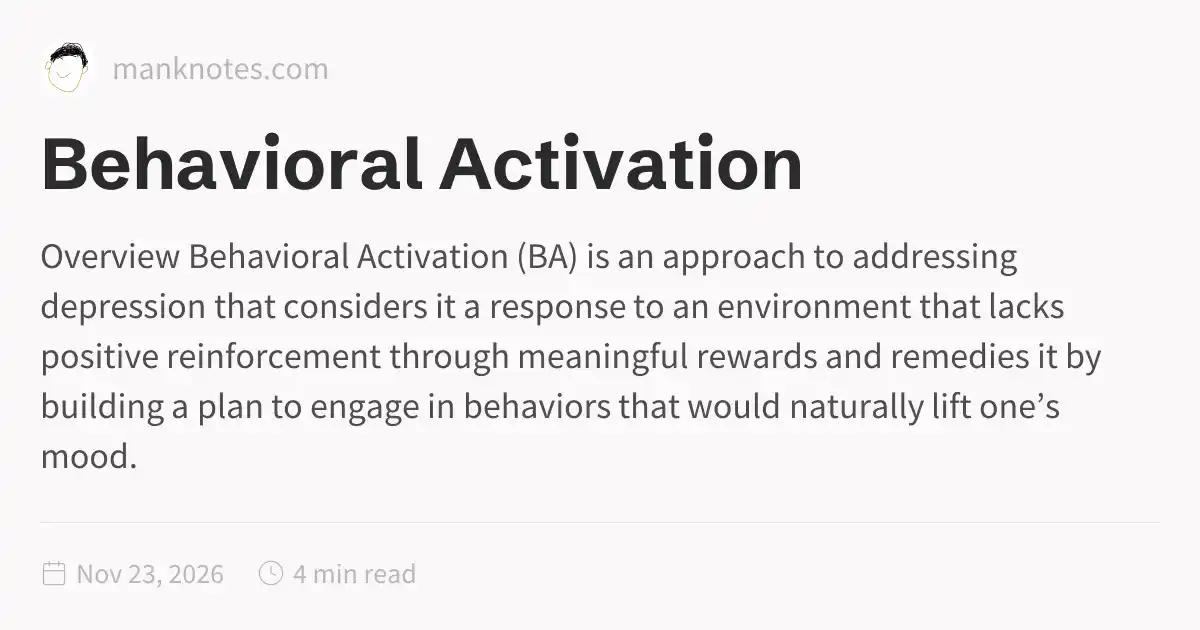 manknotes.com
Behavioral Activation
Overview Behavioral Activation (BA) is an approach to addressing
depression that considers it a response to an environment that lacks
positive reinforcement through meaningful rewards and remedies it by
building a plan to engage in behaviors that would naturally lift one’s
mood.
Nov 23, 2026 4 min read